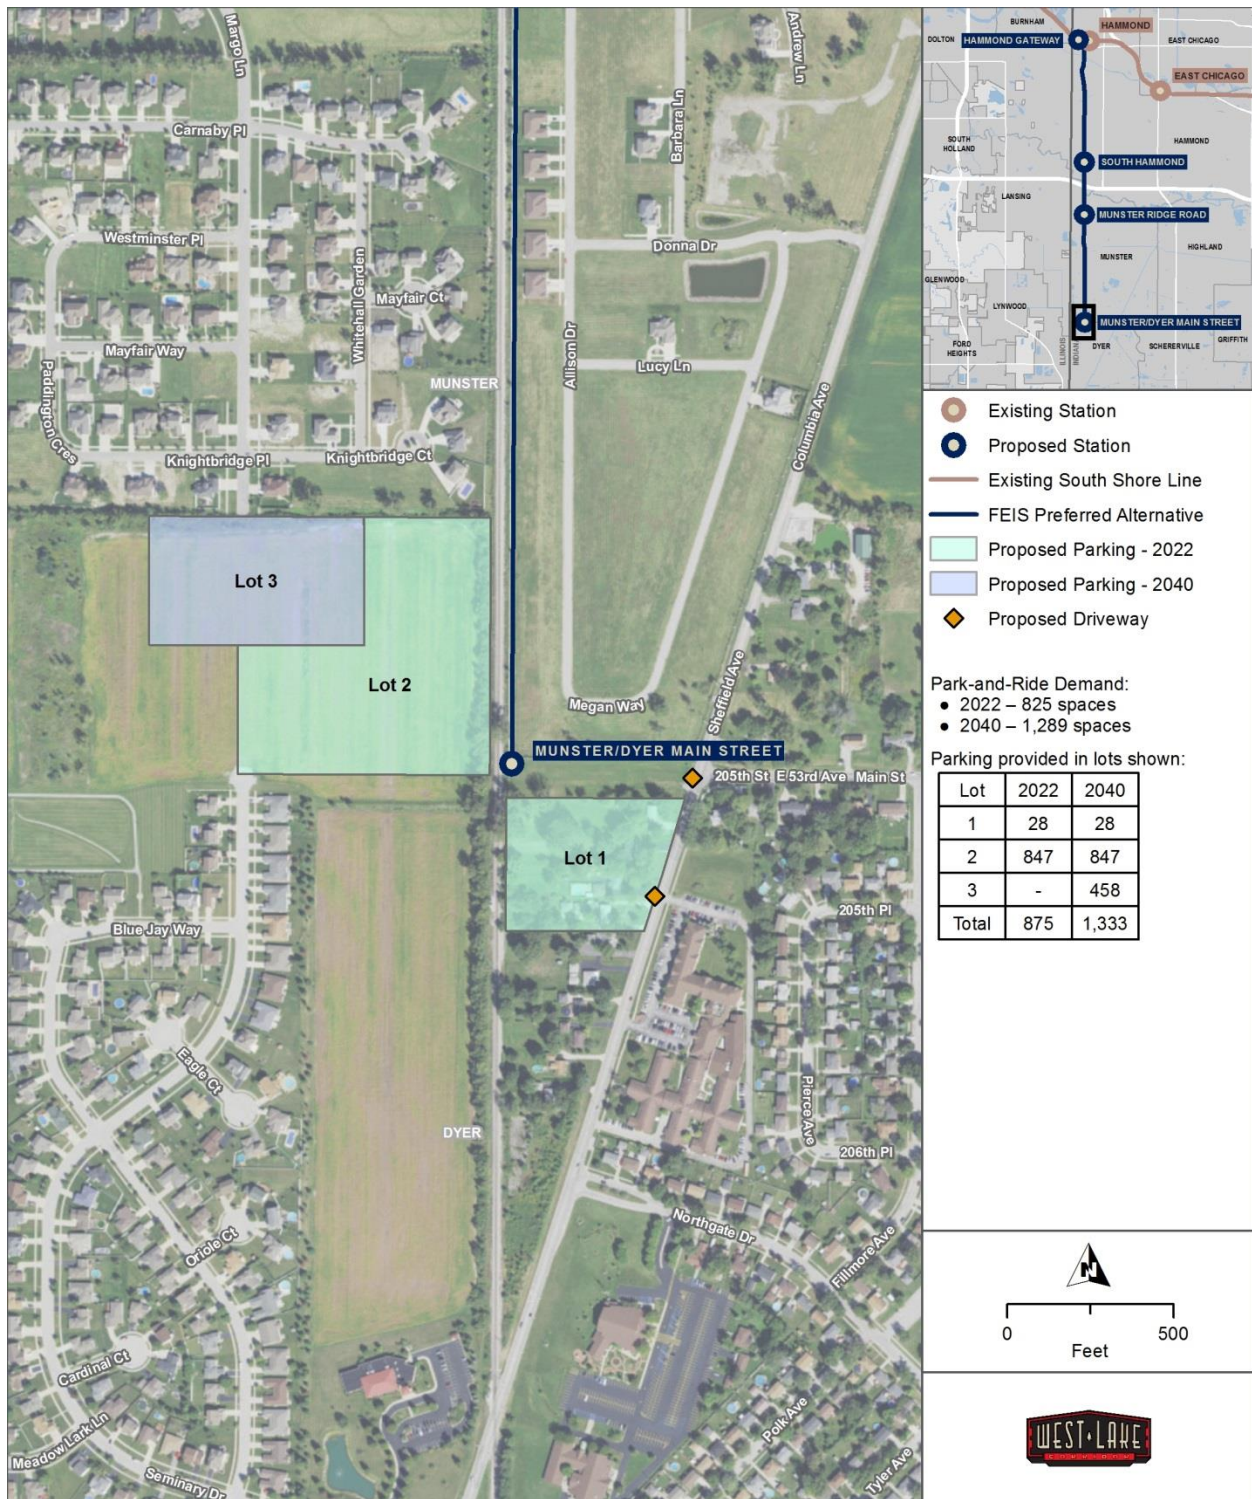 Margo Ln
Andrew Ln
Barbara Ln
Carnaby Pl
Westminster Pl
Whitehall Garden
Donna Dr
Mayfair Ct
Mayfair Way
Allison Dr
Lucy Ln
MUNSTER
Paddington Cres
Columbia Ave
Knightbridge Pl
Knightbridge Ct
Lot 3
Lot 2
Megan Way
Sheffield Ave
MUNSTER/DYER MAIN STREET
205th St E 53rd Ave Main St
Lot 1
205th Pl
Blue Jay Way
Eagle Ct
Pierce Ave
DYER
206th Pl
Northgate Dr
Oriole Ct
Fillmore Ave
Cardinal Ct
Meadow Lark Ln
Seminary Dr
Polk Ave
Tyler Ave
BURNHAM
HAMMOND
DOLTON
HAMMOND GATEWAY
EAST CHICAGO
EAST CHICAGO
SOUTH
HOLLAND
HAMMOND
SOUTH HAMMOND
LANSING
MUNSTER RIDGE ROAD
HIGHLAND
MUNSTER
GLENWOOD
LYNWOOD
MUNSTER/DYER MAIN STREET
FORD
HEIGHTS
ILLINOIS
INDIAN
DYER
SCHERERVILLE
GRIFFITH
Existing Station
Proposed Station
Existing South Shore Line
FEIS Preferred Alternative
Proposed Parking - 2022
Proposed Parking - 2040
Proposed Driveway
Park-and-Ride Demand:
● 2022 – 825 spaces
● 2040 – 1,289 spaces
Parking provided in lots shown:
Lot 2022 2040
1 28 28
2 847 847
3 - 458
Total 875 1,333
N
0 500
Feet
WEST LAKE